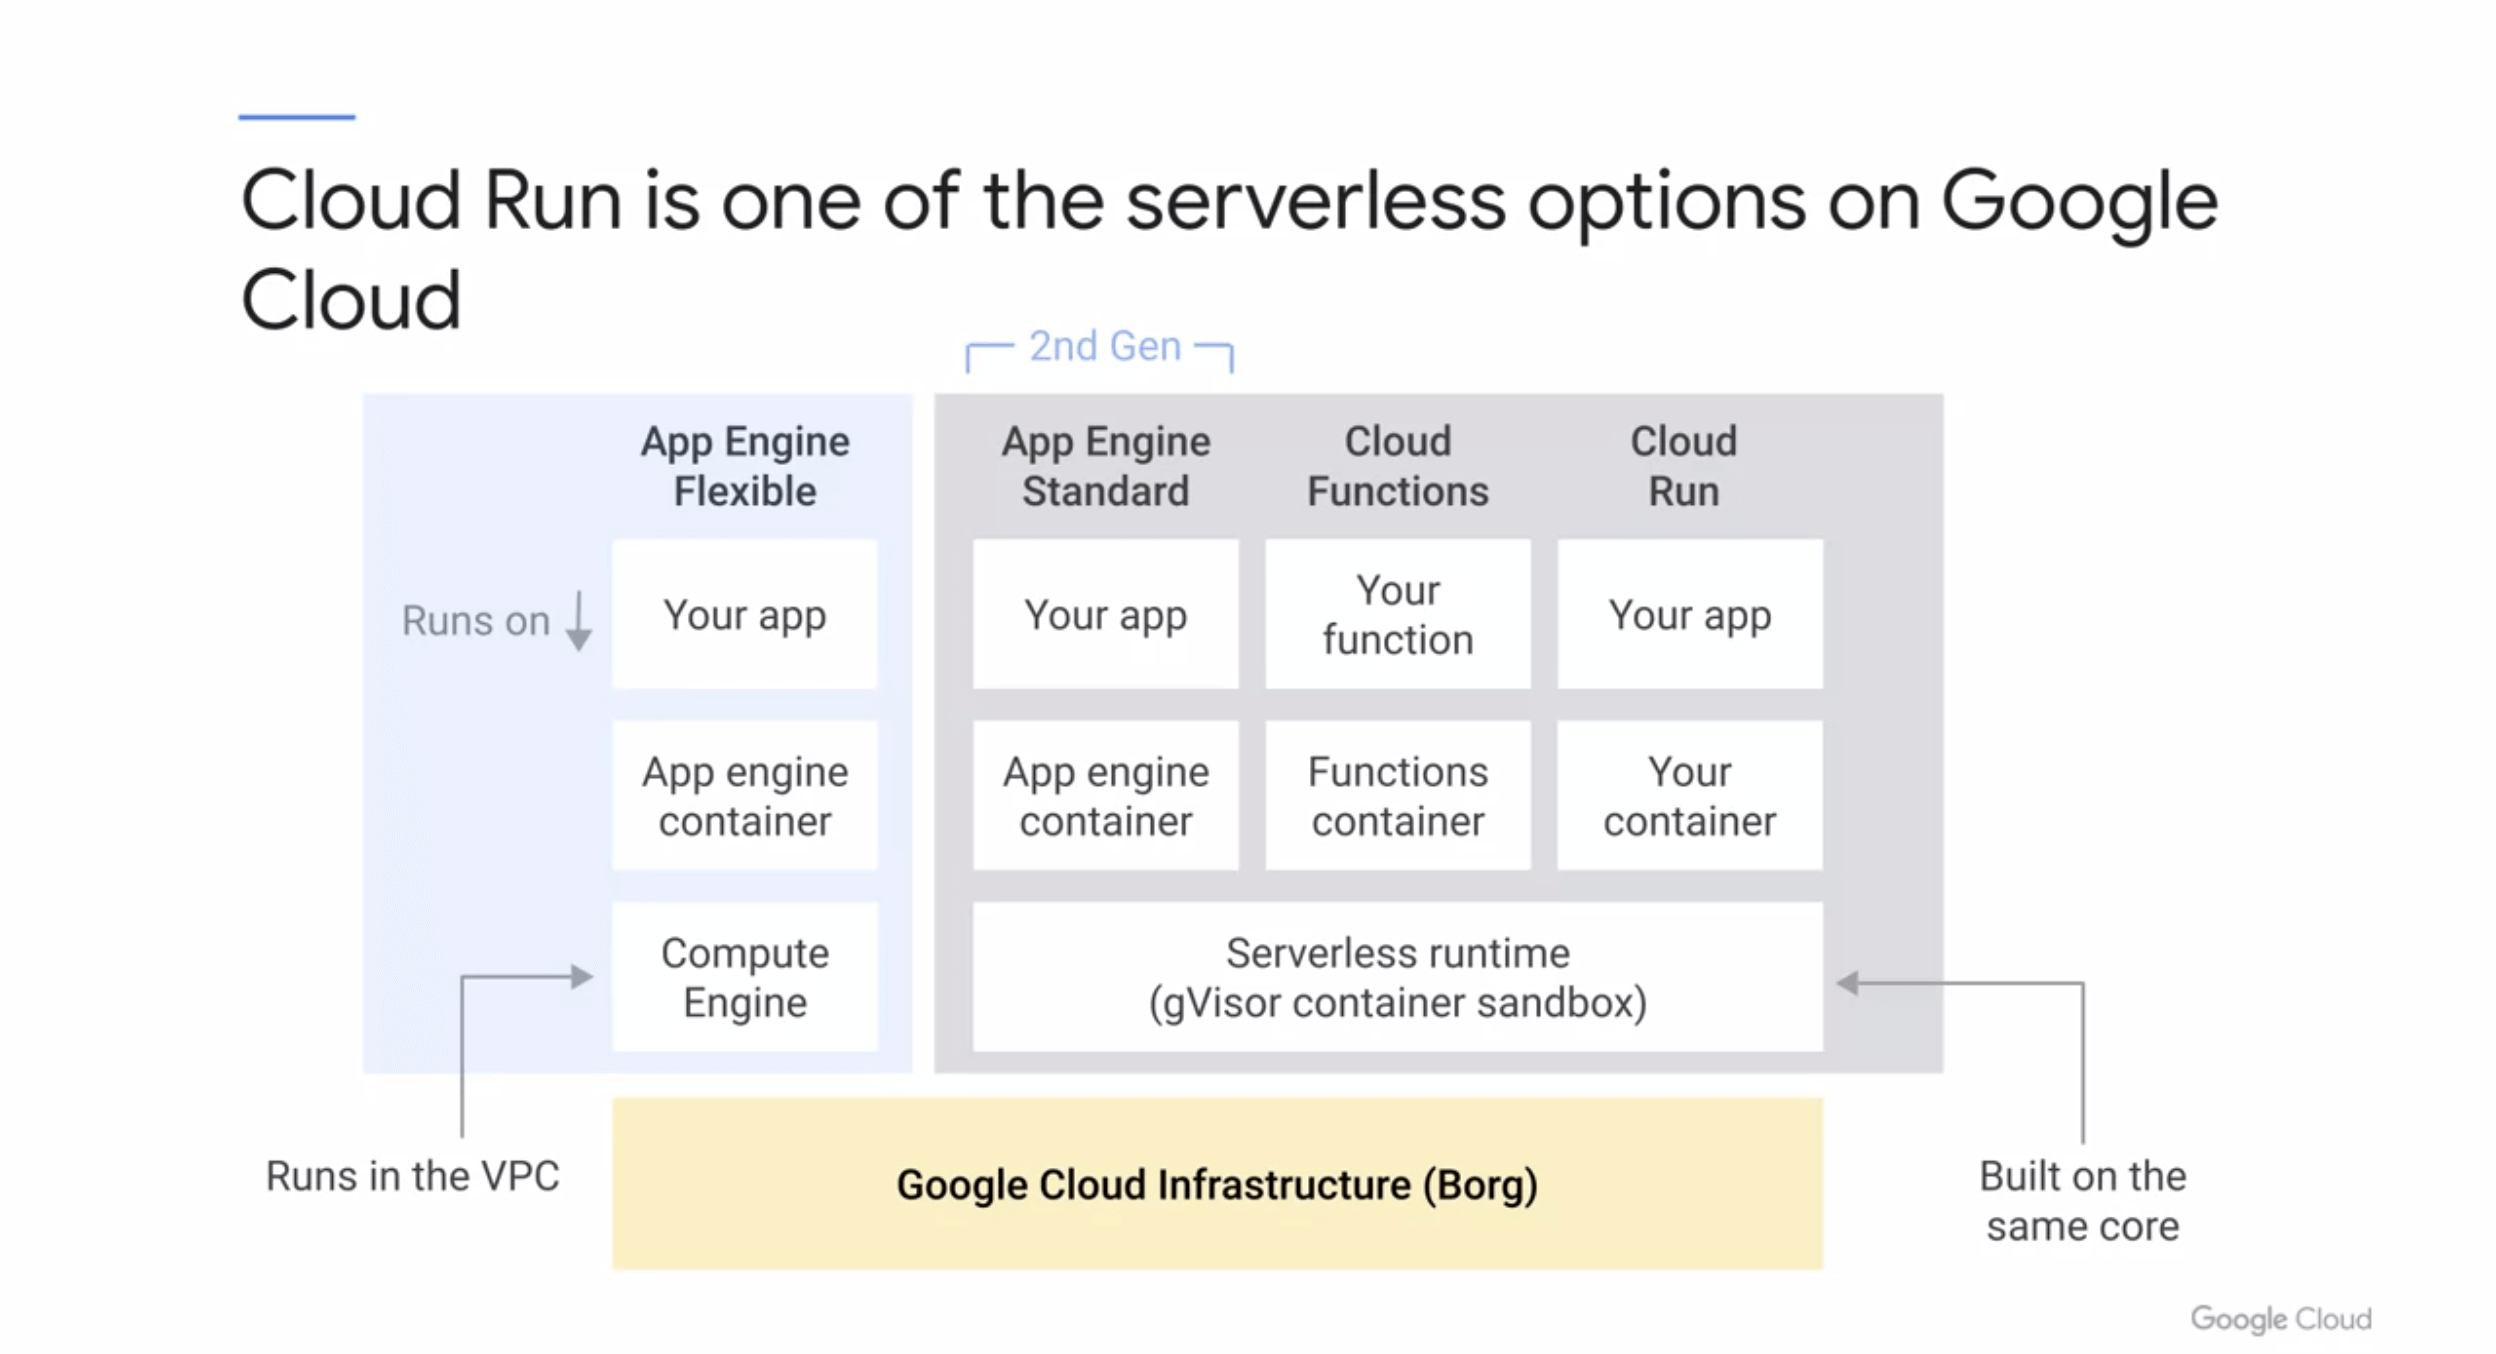 Cloud Run is one of the serverless options on Google
Cloud
2nd Gen
App Engine
Flexible
App Engine
Standard
Cloud
Functions
Cloud
Run
Runs on
Your app
Your app
Your
function
Your app
App engine
container
App engine
container
Functions
container
Your
container
Compute
Engine
Serverless runtime
(gVisor container sandbox)
Runs in the VPC
Google Cloud Infrastructure (Borg)
Built on the
same core
Google Cloud